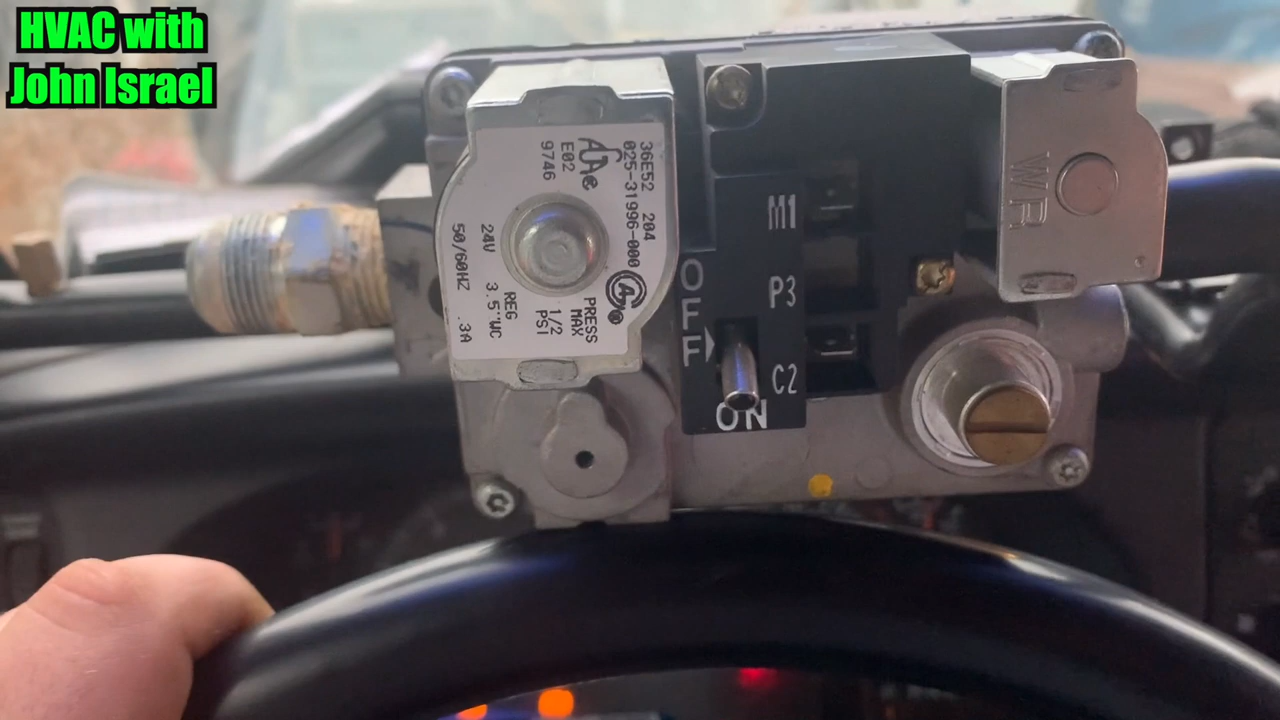 HVAC with
John Israel
36E52 204
025-31996-000
E02
9746
PRESS
MAX
1/2
PSI
REG
3.5"WC
24V
50/60HZ .3A
M1
P3
C2
OFF
ON
WR